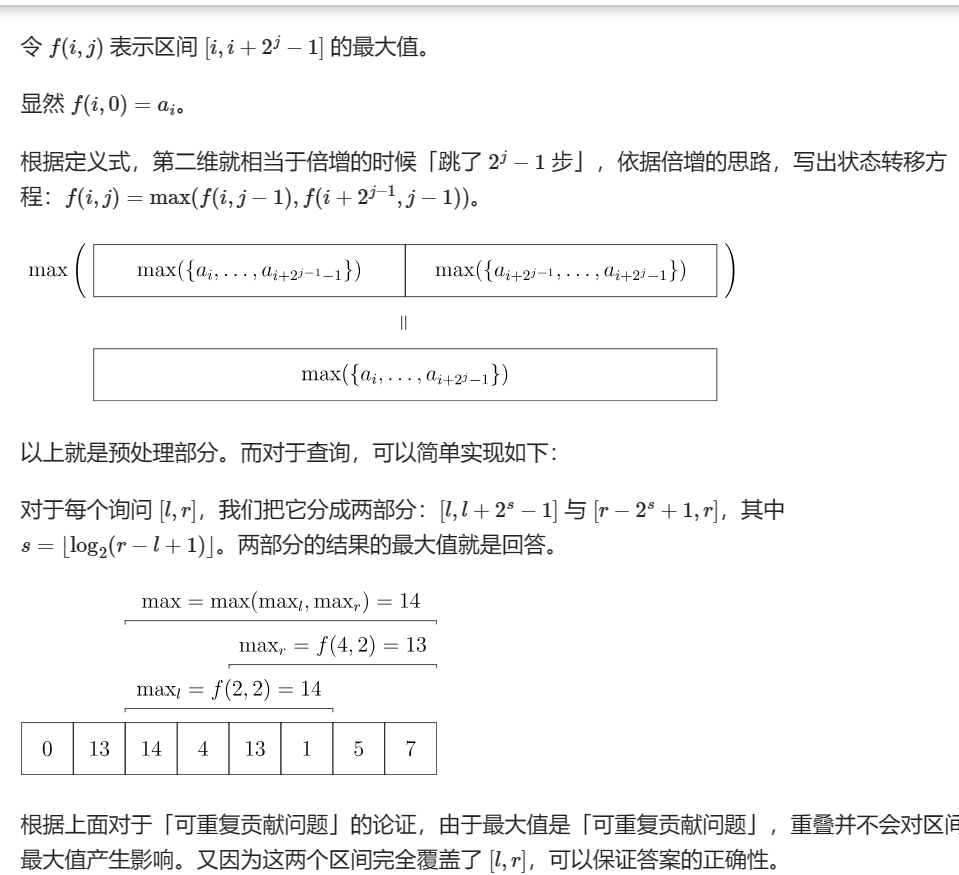 令 f(i, j) 表示区间 [i, i + 2^j − 1] 的最大值。
显然 f(i, 0) = a_i。
根据定义式，第二维就相当于倍增的时候「跳了 2^j − 1 步」，依据倍增的思路，写出状态转移方
程：f(i, j) = max(f(i, j − 1), f(i + 2^{j−1}, j − 1))。
max ( max({a_i, . . . , a_{i+2^{j−1}−1}}) max({a_{i+2^{j−1}}, . . . , a_{i+2^j−1}}) )
=
max({a_i, . . . , a_{i+2^j−1}})
以上就是预处理部分。而对于查询，可以简单实现如下：
对于每个询问 [l, r]，我们把它分成两部分：[l, l + 2^s − 1] 与 [r − 2^s + 1, r]，其中
s = ⌊log_2(r − l + 1)⌋。两部分的结果的最大值就是回答。
max = max(max_l, max_r) = 14
max_r = f(4, 2) = 13
max_l = f(2, 2) = 14
0 13 14 4 13 1 5 7
根据上面对于「可重复贡献问题」的论证，由于最大值是「可重复贡献问题」，重叠并不会对区间
最大值产生影响。又因为这两个区间完全覆盖了 [l, r]，可以保证答案的正确性。